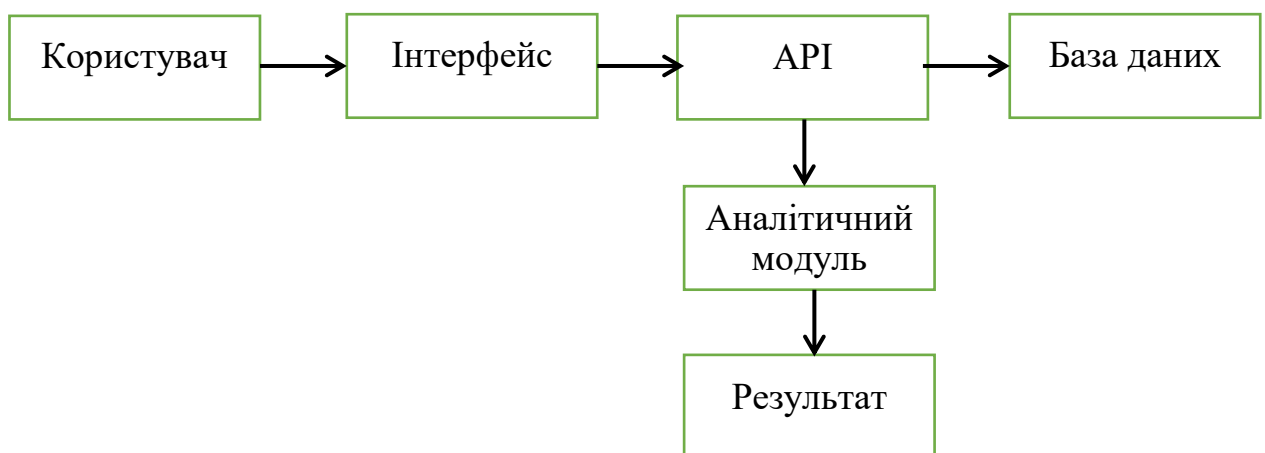 Користувач
Інтерфейс
API
База даних
Аналітичний
модуль
Результат